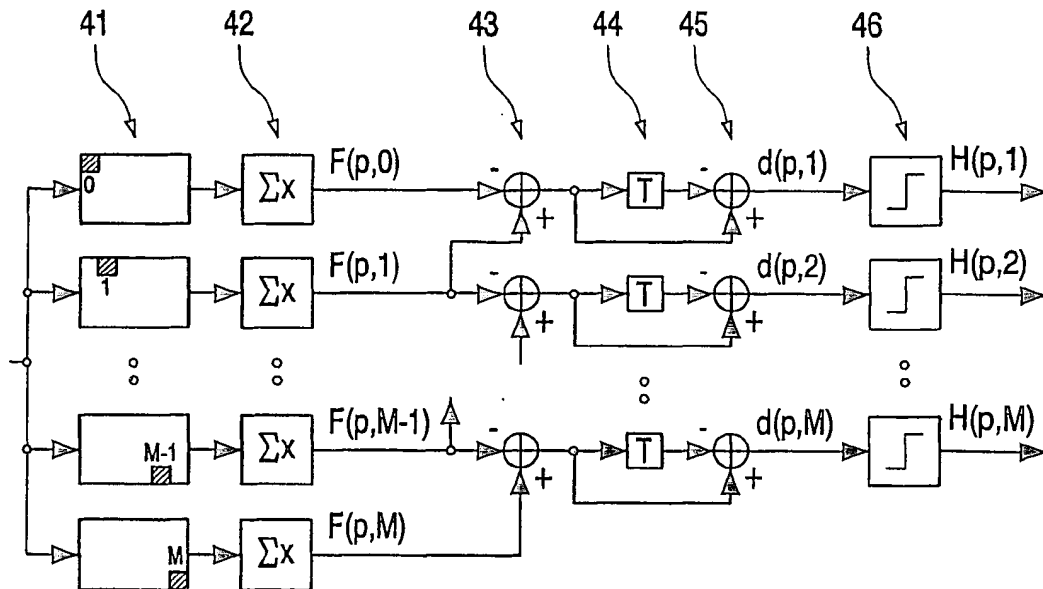 41 42 43 44 45 46
0 Σx F(p,0) - + T - + d(p,1) H(p,1)
1 Σx F(p,1) - + T - + d(p,2) H(p,2)
M-1 Σx F(p,M-1) - + T - + d(p,M) H(p,M)
M Σx F(p,M)